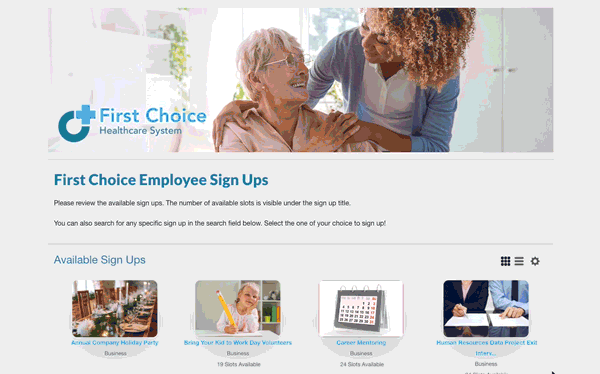 First Choice
Healthcare System
First Choice Employee Sign Ups
Please review the available sign ups. The number of available slots is visible under the sign up title.
You can also search for any specific sign up in the search field below. Select the one of your choice to sign up!
Available Sign Ups
Annual Company Holiday Party
Business
Bring Your Kid to Work Day Volunteers
Business
19 Slots Available
Career Mentoring
Business
24 Slots Available
Human Resources Data Project Exit
Interv...
Business
Slots Available